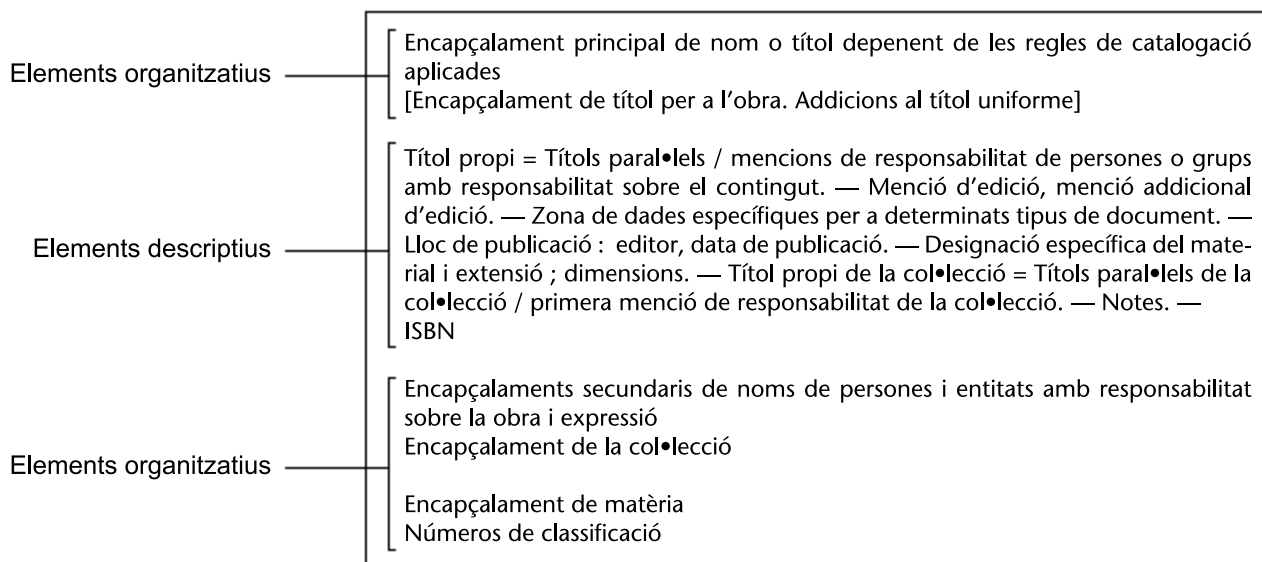 Elements organitzatius
Encapçalament principal de nom o títol depenent de les regles de catalogació
aplicades
[Encapçalament de títol per a l'obra. Addicions al títol uniforme]
Elements descriptius
Títol propi = Títols paral•lels / mencions de responsabilitat de persones o grups
amb responsabilitat sobre el contingut. — Menció d'edició, menció addicional
d'edició. — Zona de dades específiques per a determinats tipus de document. —
Lloc de publicació : editor, data de publicació. — Designació específica del mate-
rial i extensió ; dimensions. — Títol propi de la col•lecció = Títols paral•lels de la
col•lecció / primera menció de responsabilitat de la col•lecció. — Notes. —
ISBN
Elements organitzatius
Encapçalaments secundaris de noms de persones i entitats amb responsabilitat
sobre la obra i expressió
Encapçalament de la col•lecció
Encapçalament de matèria
Números de classificació